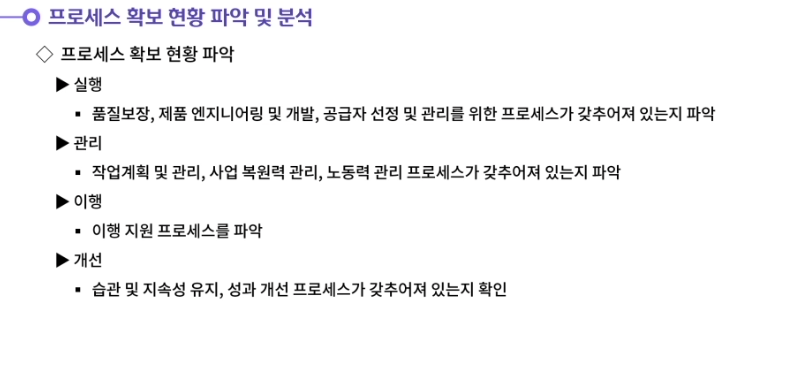 프로세스 확보 현황 파악 및 분석
◇ 프로세스 확보 현황 파악
▶ 실행
▪ 품질보장, 제품 엔지니어링 및 개발, 공급자 선정 및 관리를 위한 프로세스가 갖추어져 있는지 파악
▶ 관리
▪ 작업계획 및 관리, 사업 복원력 관리, 노동력 관리 프로세스가 갖추어져 있는지 파악
▶ 이행
▪ 이행 지원 프로세스를 파악
▶ 개선
▪ 습관 및 지속성 유지, 성과 개선 프로세스가 갖추어져 있는지 확인